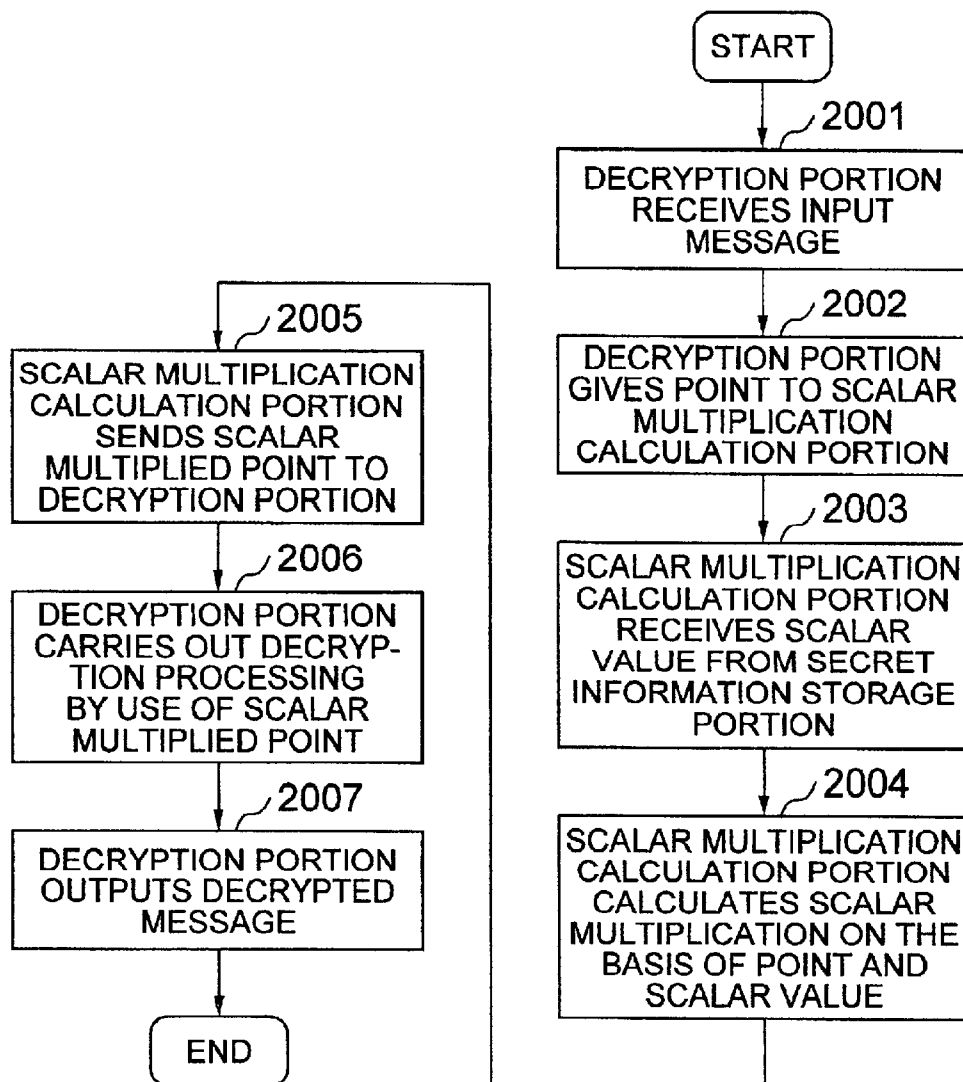 START
2001
DECRYPTION PORTION
RECEIVES INPUT
MESSAGE
2002
DECRYPTION PORTION
GIVES POINT TO SCALAR
MULTIPLICATION
CALCULATION PORTION
2003
SCALAR MULTIPLICATION
CALCULATION PORTION
RECEIVES SCALAR
VALUE FROM SECRET
INFORMATION STORAGE
PORTION
2004
SCALAR MULTIPLICATION
CALCULATION PORTION
CALCULATES SCALAR
MULTIPLICATION ON THE
BASIS OF POINT AND
SCALAR VALUE
2005
SCALAR MULTIPLICATION
CALCULATION PORTION
SENDS SCALAR
MULTIPLIED POINT TO
DECRYPTION PORTION
2006
DECRYPTION PORTION
CARRIES OUT DECRYP-
TION PROCESSING
BY USE OF SCALAR
MULTIPLIED POINT
2007
DECRYPTION PORTION
OUTPUTS DECRYPTED
MESSAGE
END